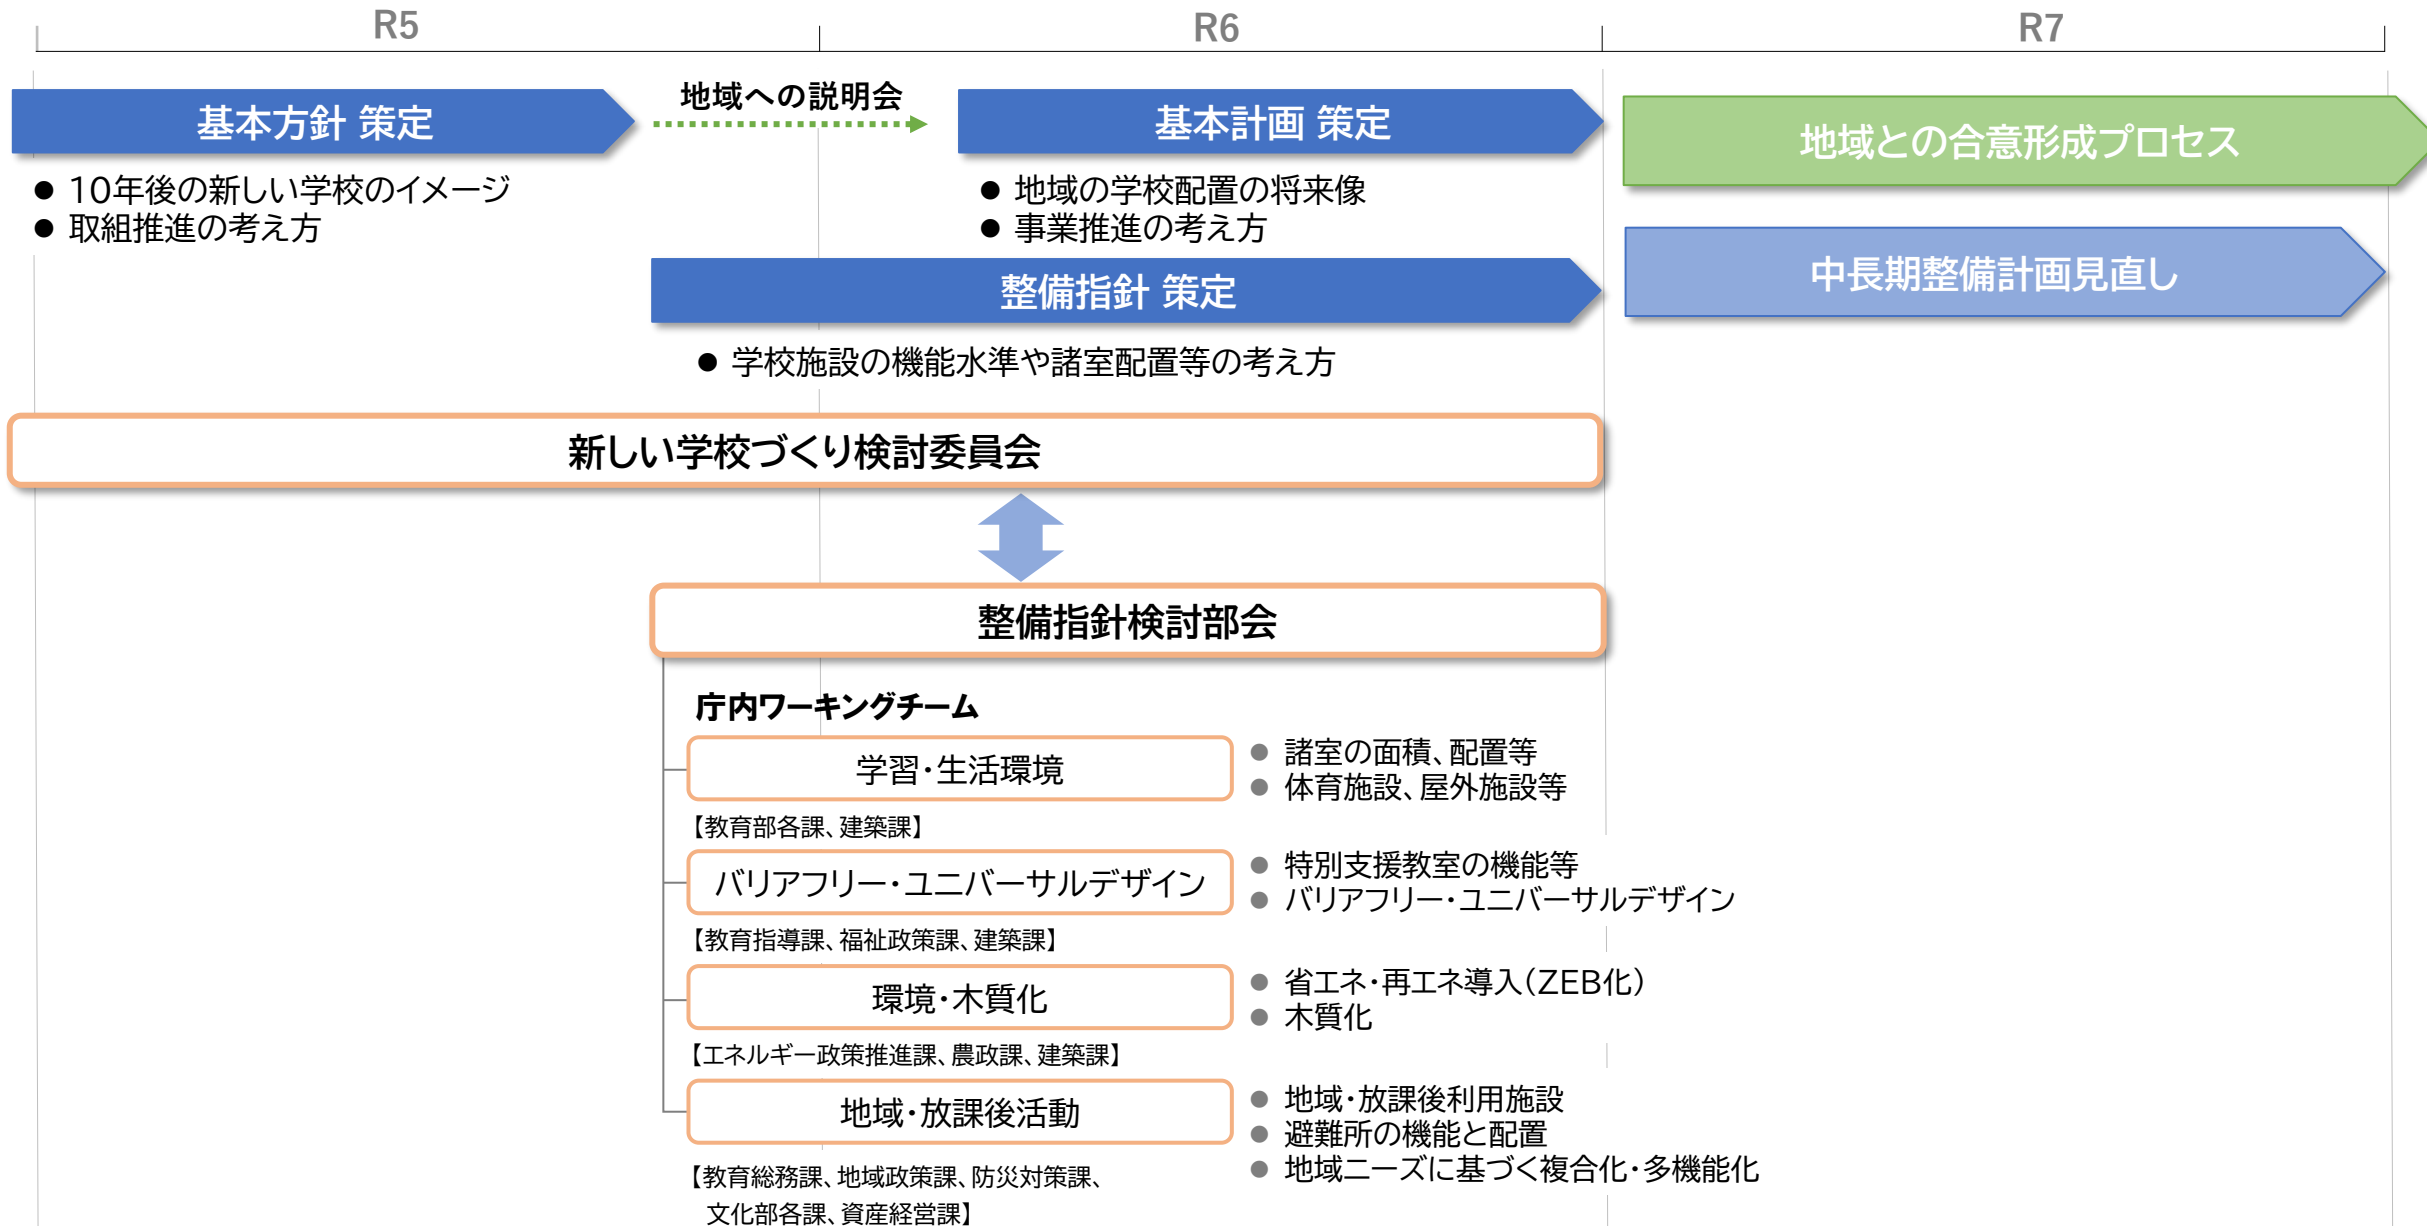 R5
R6
R7
基本方針 策定
地域への説明会
基本計画 策定
地域との合意形成プロセス
● 10年後の新しい学校のイメージ
● 取組推進の考え方
● 地域の学校配置の将来像
● 事業推進の考え方
中長期整備計画見直し
整備指針 策定
● 学校施設の機能水準や諸室配置等の考え方
新しい学校づくり検討委員会
整備指針検討部会
庁内ワーキングチーム
学習・生活環境
● 諸室の面積、配置等
● 体育施設、屋外施設等
【教育部各課、建築課】
バリアフリー・ユニバーサルデザイン
● 特別支援教室の機能等
● バリアフリー・ユニバーサルデザイン
【教育指導課、福祉政策課、建築課】
環境・木質化
● 省エネ・再エネ導入(ZEB化)
● 木質化
【エネルギー政策推進課、農政課、建築課】
地域・放課後活動
● 地域・放課後利用施設
● 避難所の機能と配置
● 地域ニーズに基づく複合化・多機能化
【教育総務課、地域政策課、防災対策課、
文化部各課、資産経営課】